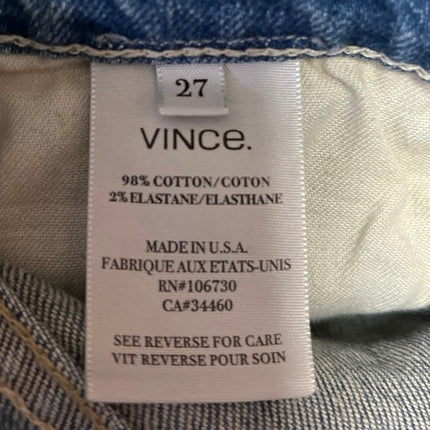 27
VINCE.
98% COTTON/COTON
2% ELASTANE/ELASTHANE
MADE IN U.S.A.
FABRIQUE AUX ETATS-UNIS
RN#106730
CA#34460
SEE REVERSE FOR CARE
VIT REVERSE POUR SOIN